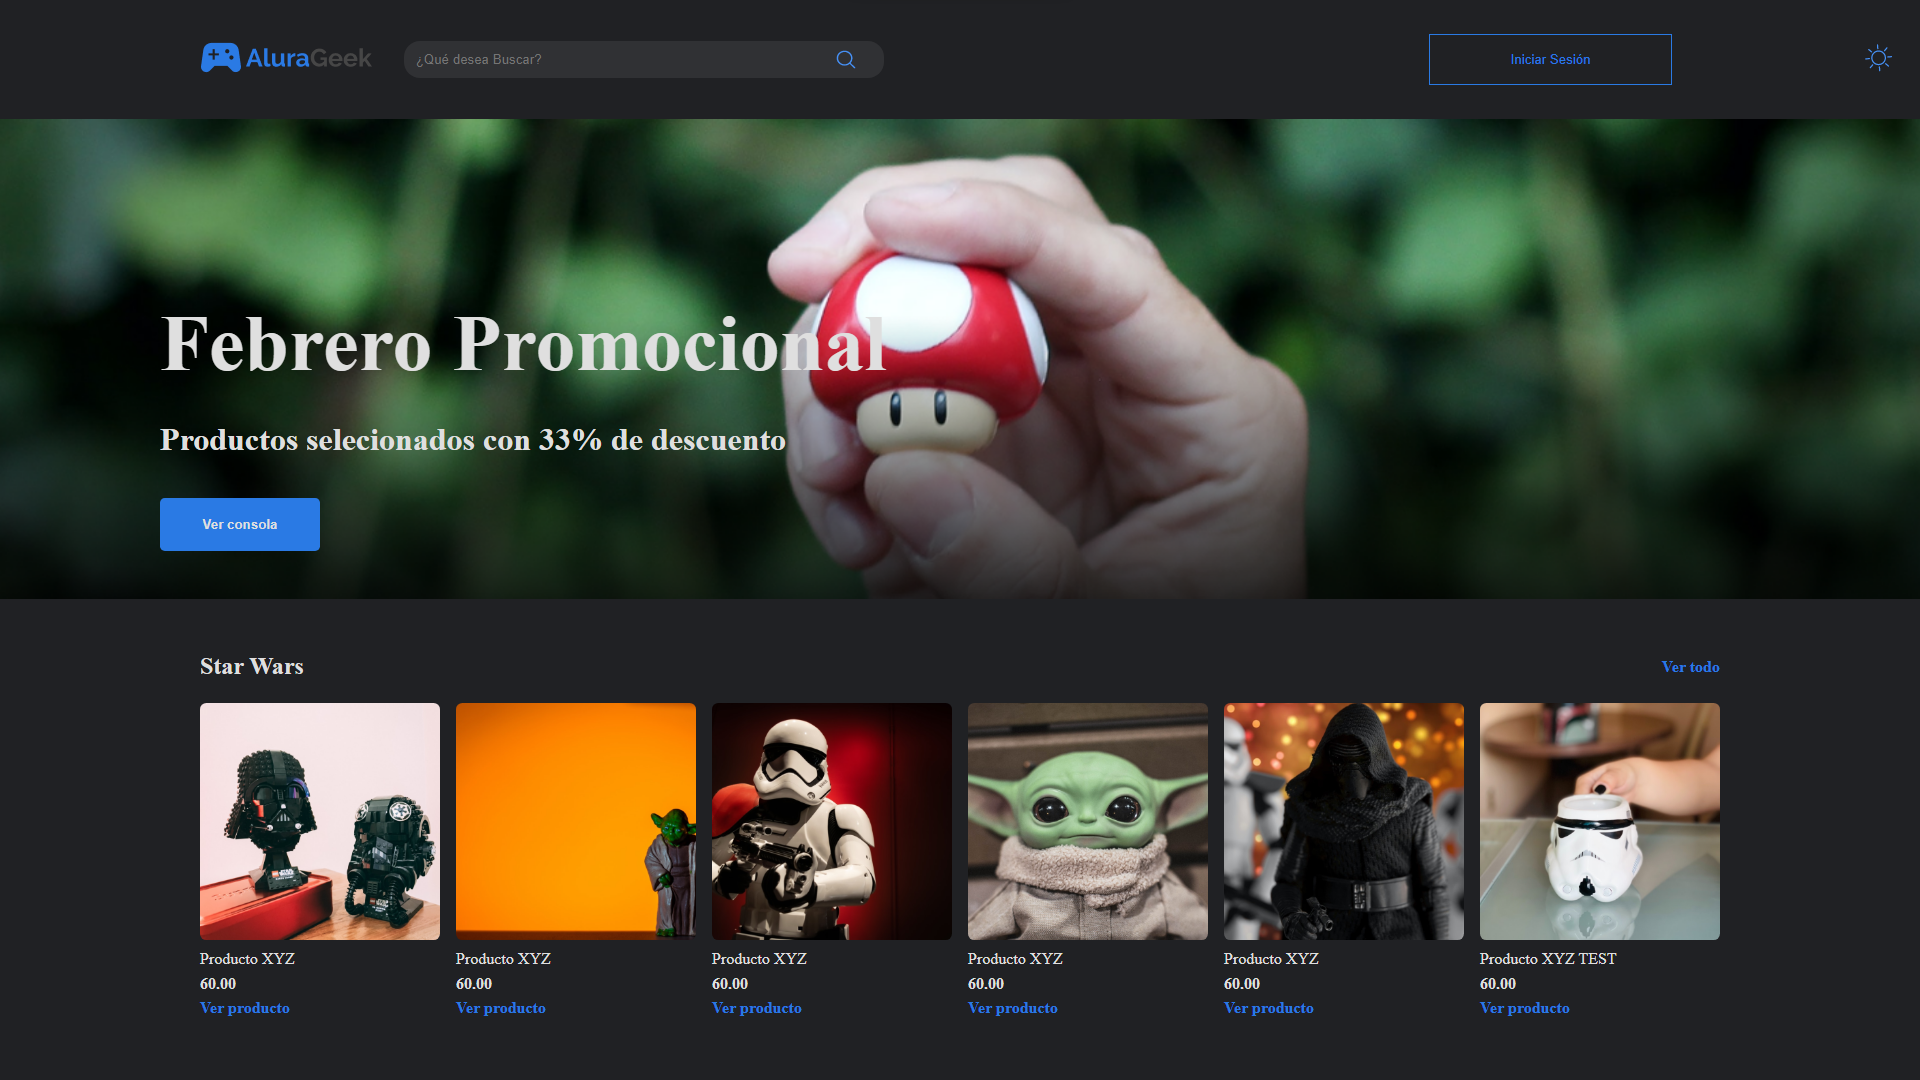 AluraGeek
¿Qué desea Buscar?
Iniciar Sesión
Febrero Promocional
Productos selecionados con 33% de descuento
Ver consola
Star Wars
Ver todo
Producto XYZ
60.00
Ver producto
Producto XYZ
60.00
Ver producto
Producto XYZ
60.00
Ver producto
Producto XYZ
60.00
Ver producto
Producto XYZ
60.00
Ver producto
Producto XYZ TEST
60.00
Ver producto